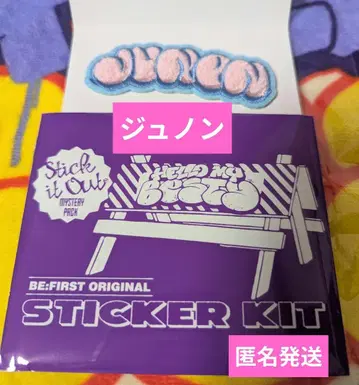 JUNON
ジュノン
Stick
it Out
MYSTERY
PACK
HELLO MY
BESTY
BE:FIRST ORIGINAL
STICKER KIT
匿名発送